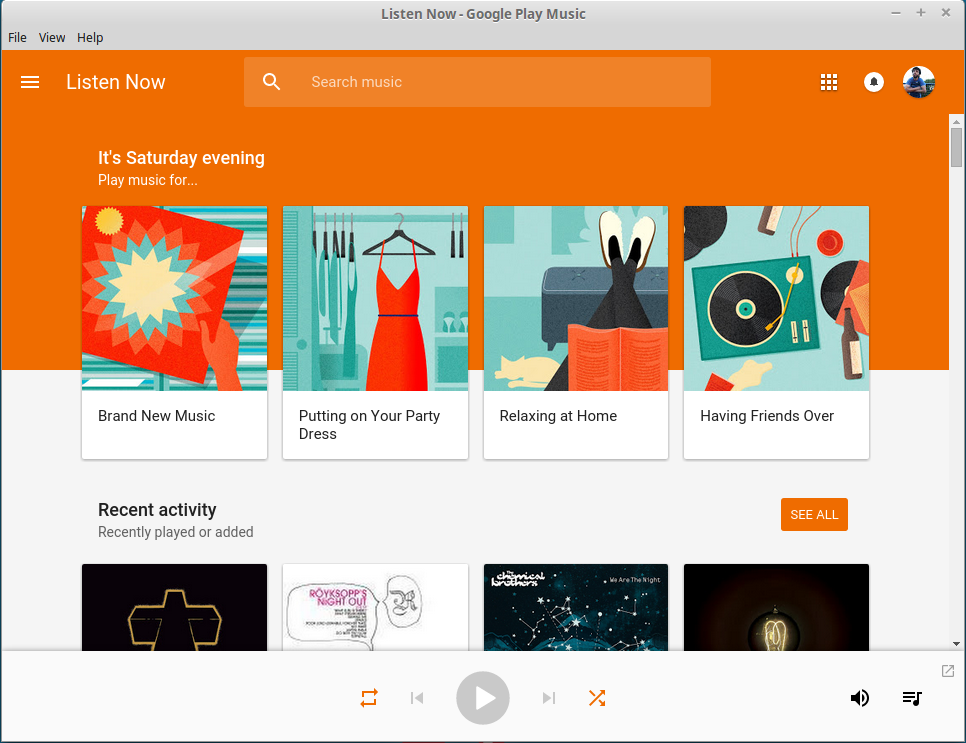 Listen Now - Google Play Music
File View Help
Listen Now
Search music
It's Saturday evening
Play music for...
Brand New Music
Putting on Your Party
Dress
Relaxing at Home
Having Friends Over
Recent activity
Recently played or added
SEE ALL
RÖYKSOPP'S
NIGHT OUT
the
chemical
brothers
We Are The Night